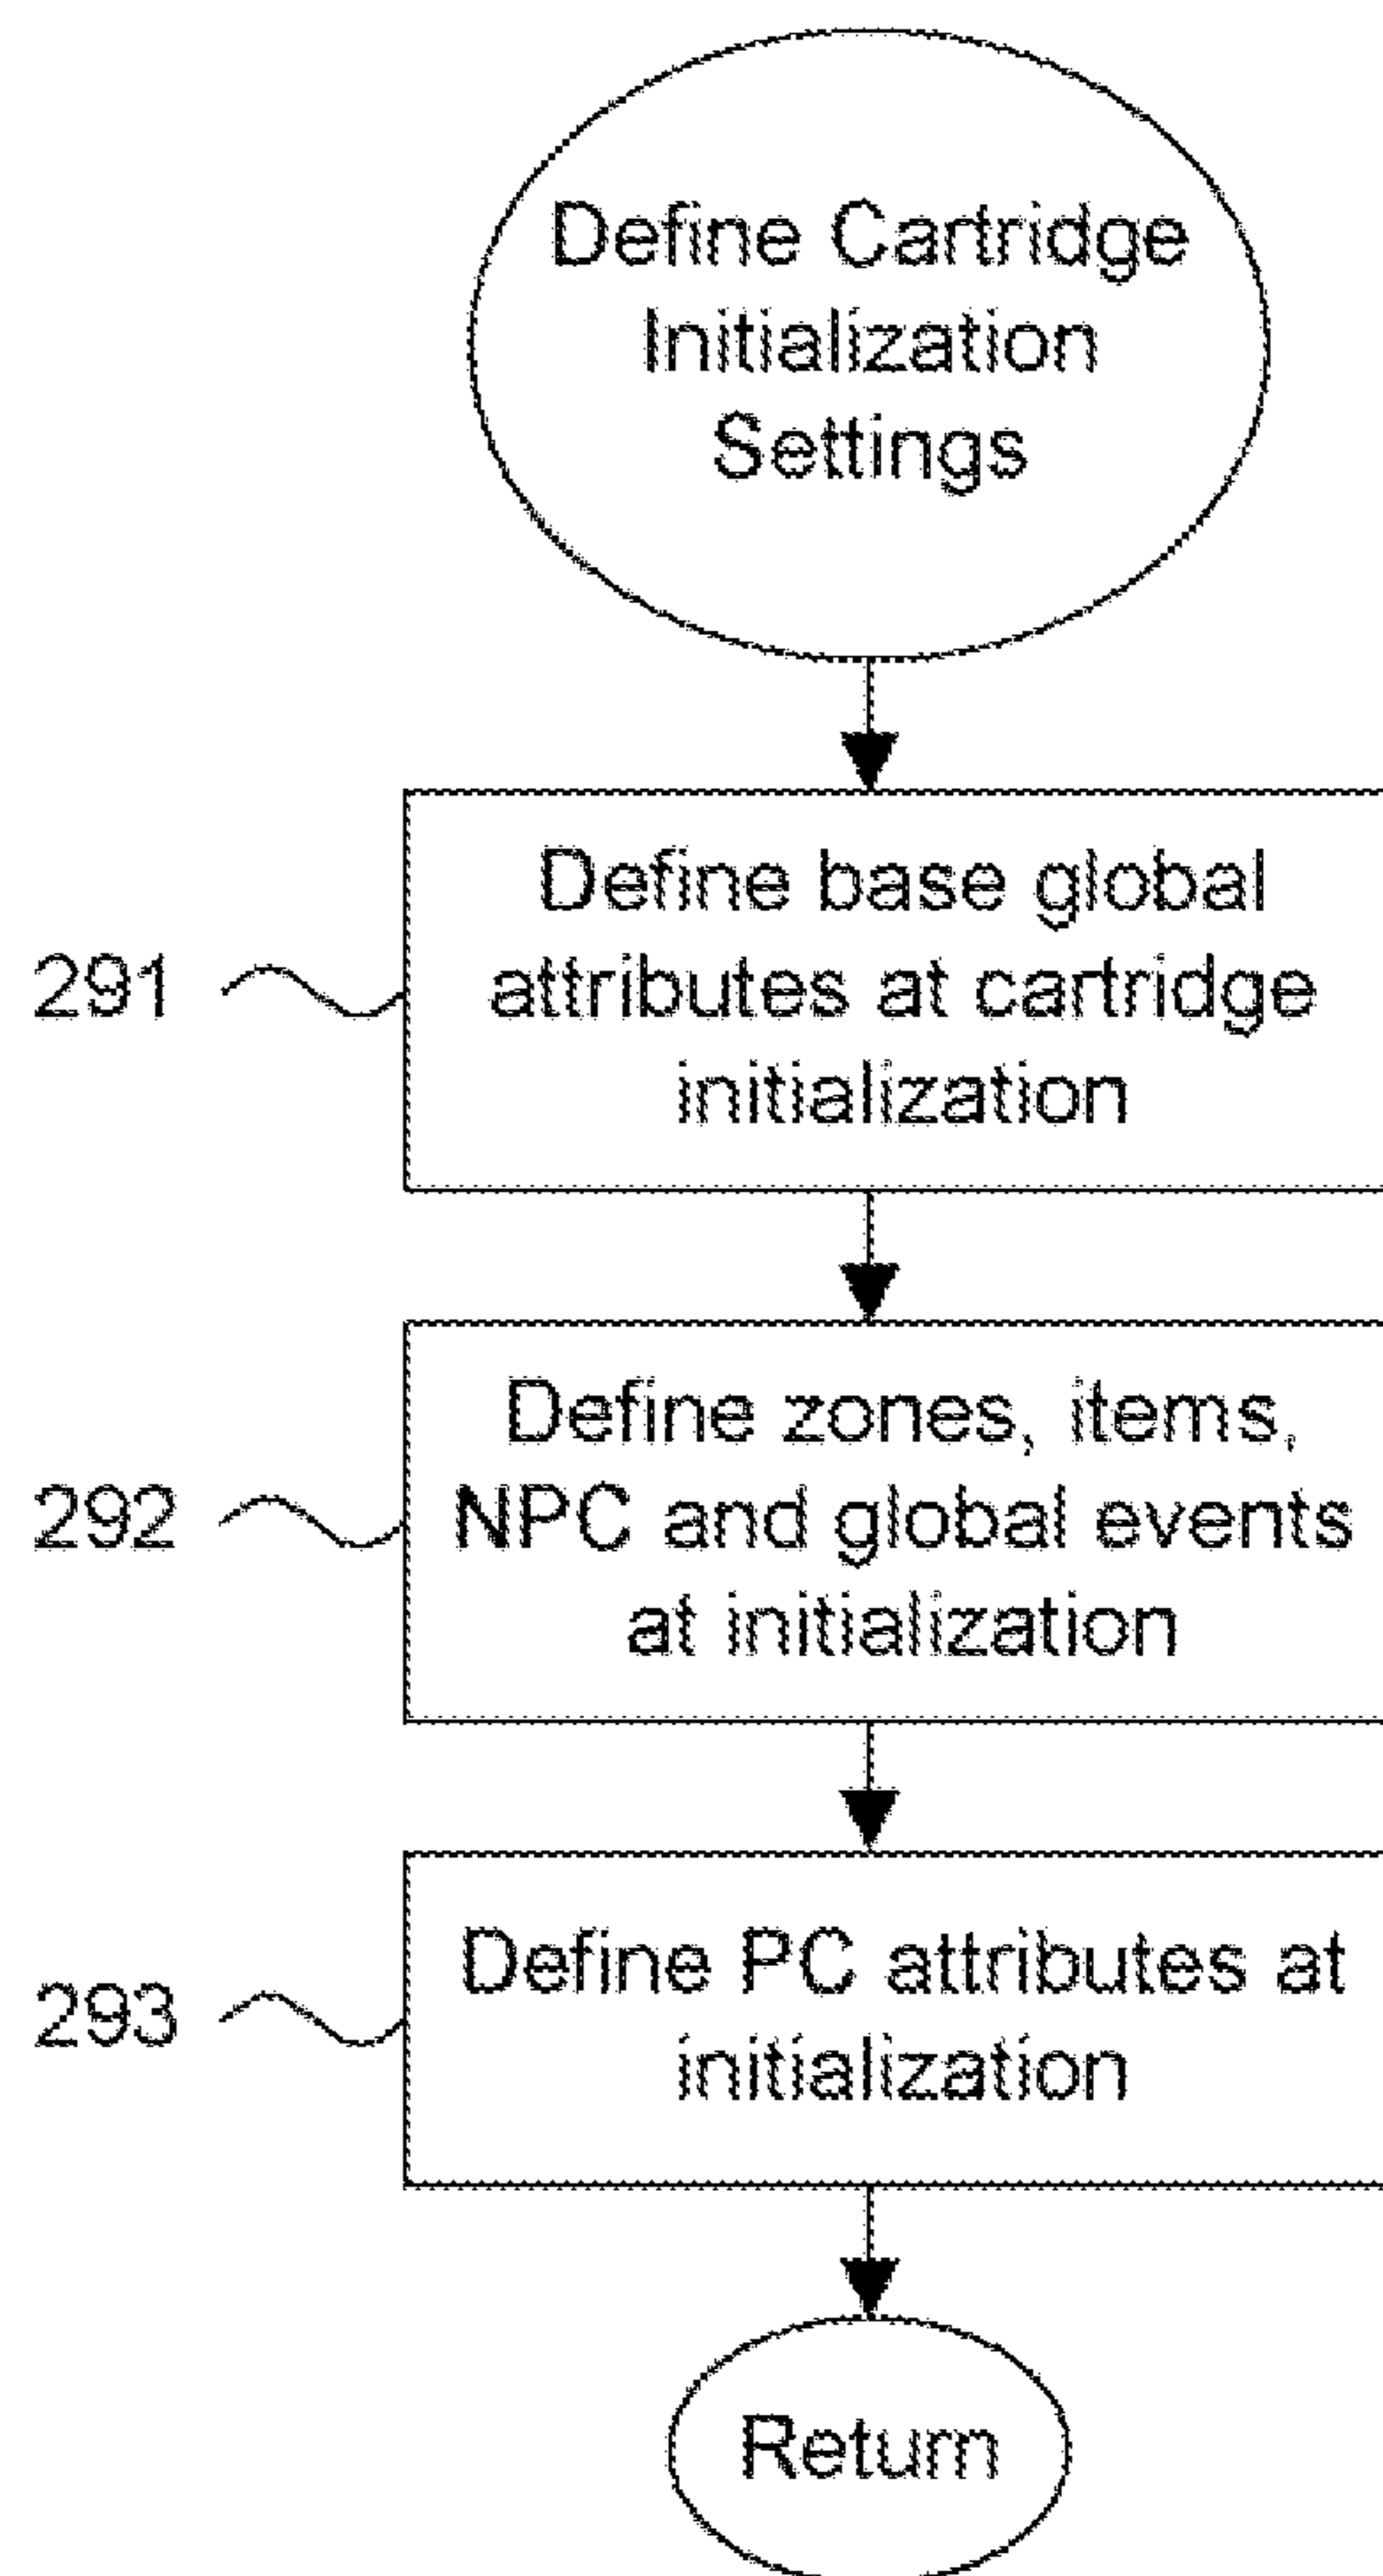 Define Cartridge
Initialization
Settings
Define base global
attributes at cartridge
initialization
291
Define zones, items,
NPC and global events
at initialization
292
Define PC attributes at
initialization
293
Return